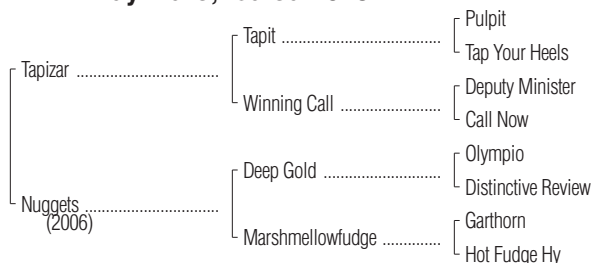 Pulpit
Tapit ..............................
Tap Your Heels
Tapizar ...........................
Deputy Minister
Winning Call ....................
Call Now
Olympio
Deep Gold .......................
Distinctive Review
Nuggets .........................
(2006)
Garthorn
Marshmellowfudge .............
Hot Fudge Hy